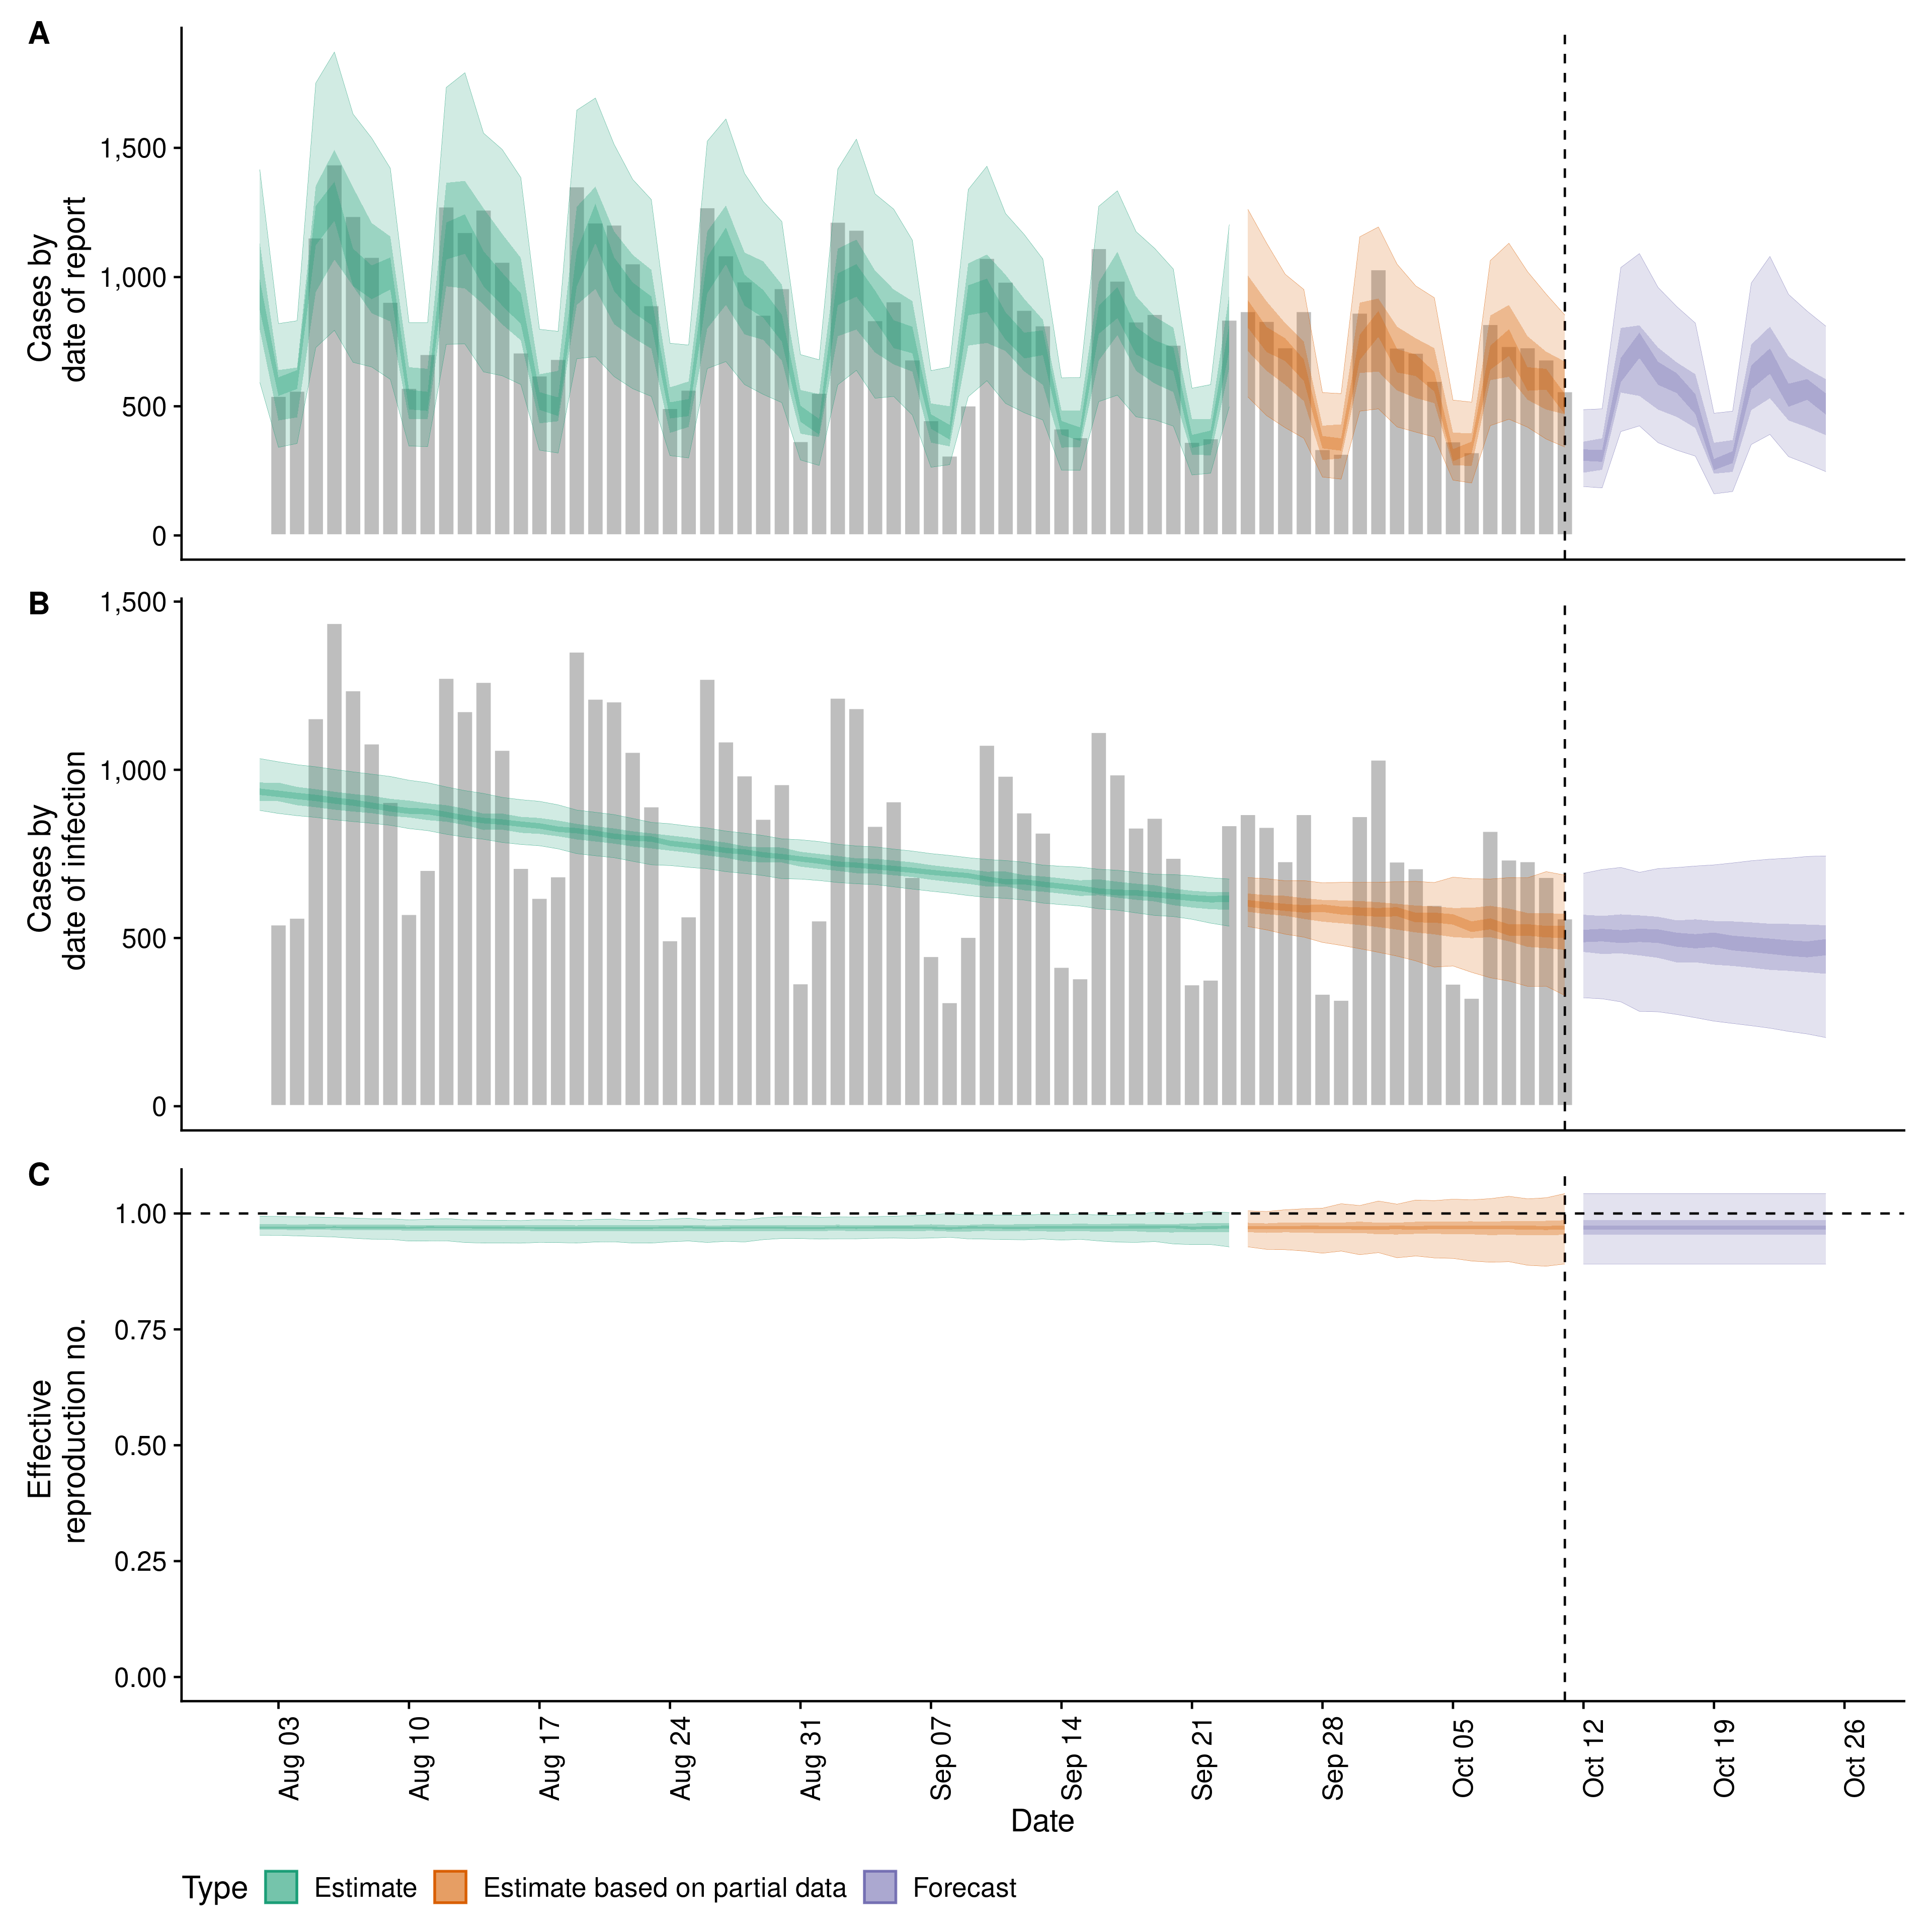 A
Cases by
date of report
1,500
1,000
500
0
B
Cases by
date of infection
1,500
1,000
500
0
C
Effective
reproduction no.
1.00
0.75
0.50
0.25
0.00
Aug 03
Aug 10
Aug 17
Aug 24
Aug 31
Sep 07
Sep 14
Sep 21
Sep 28
Oct 05
Oct 12
Oct 19
Oct 26
Date
Type Estimate Estimate based on partial data Forecast